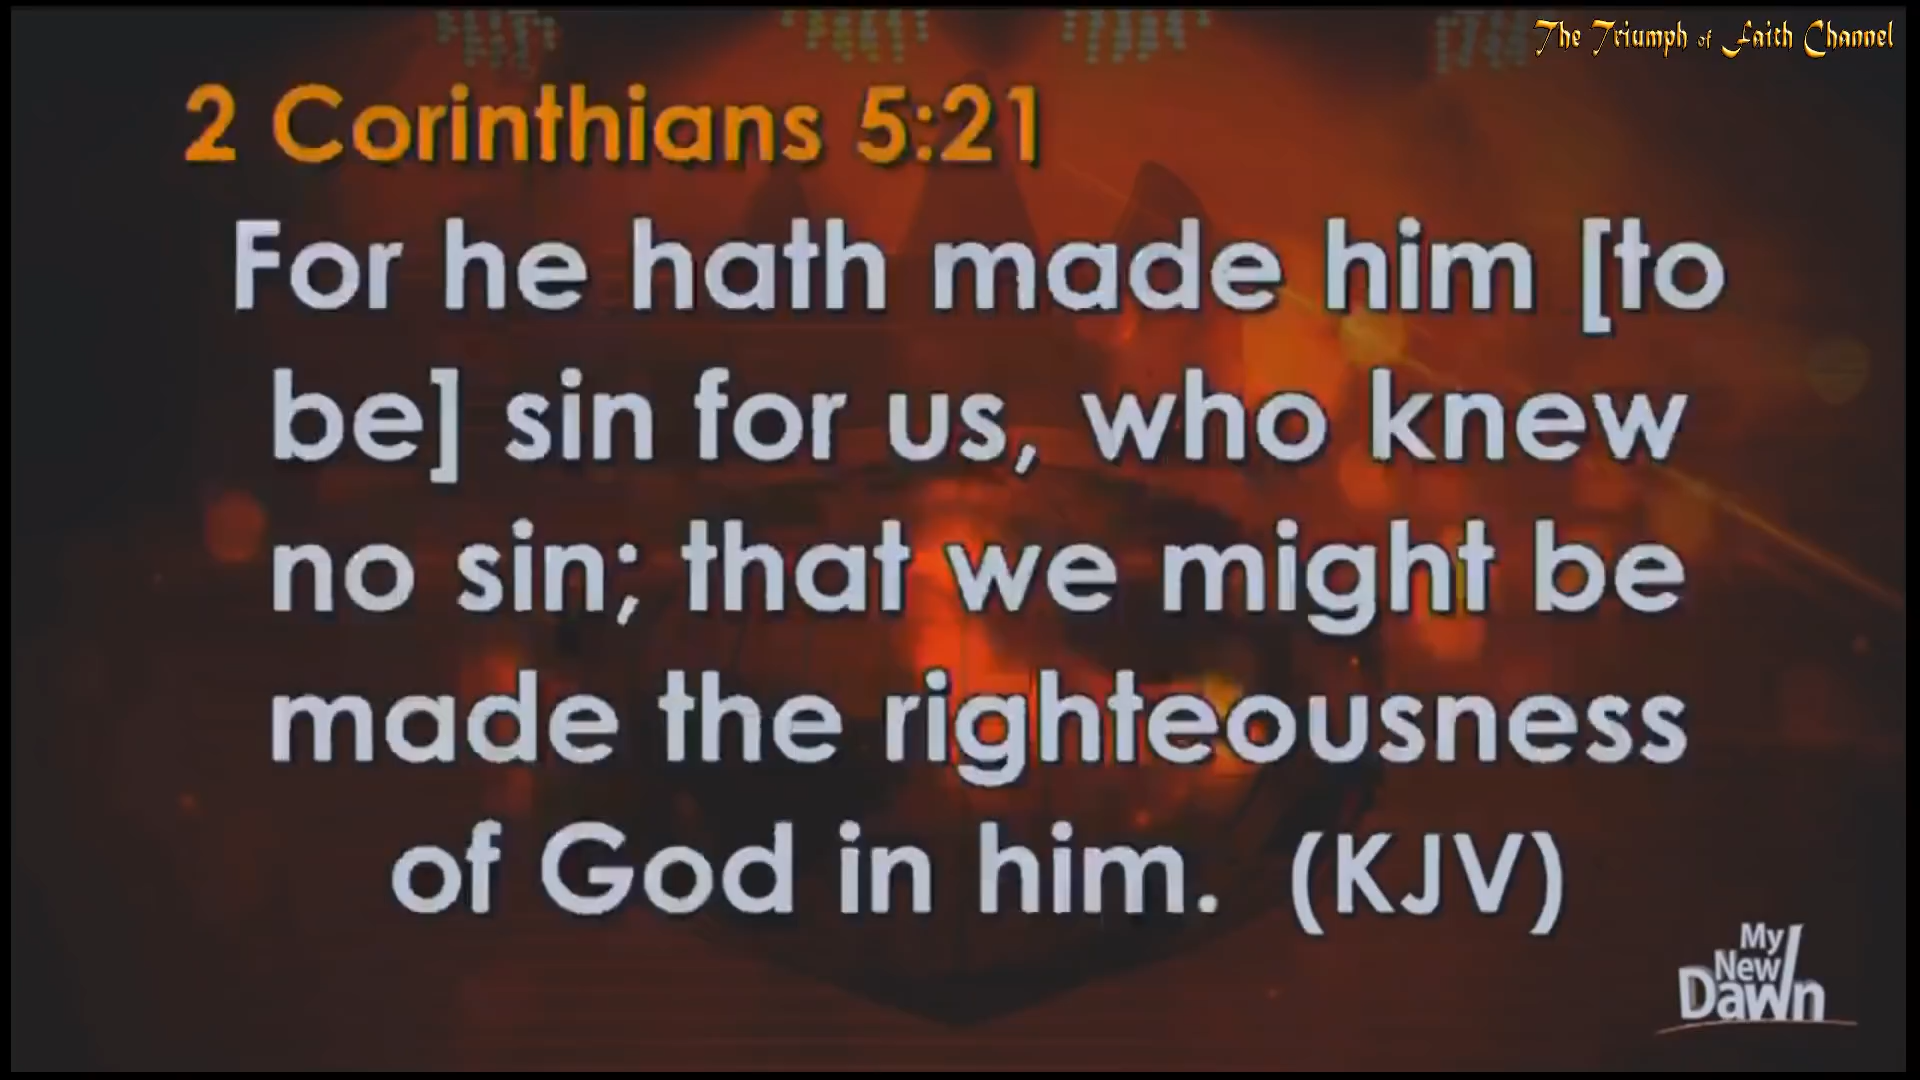 The Triumph of Faith Channel
2 Corinthians 5:21
For he hath made him [to
be] sin for us, who knew
no sin; that we might be
made the righteousness
of God in him. (KJV)
My
New
Dawn